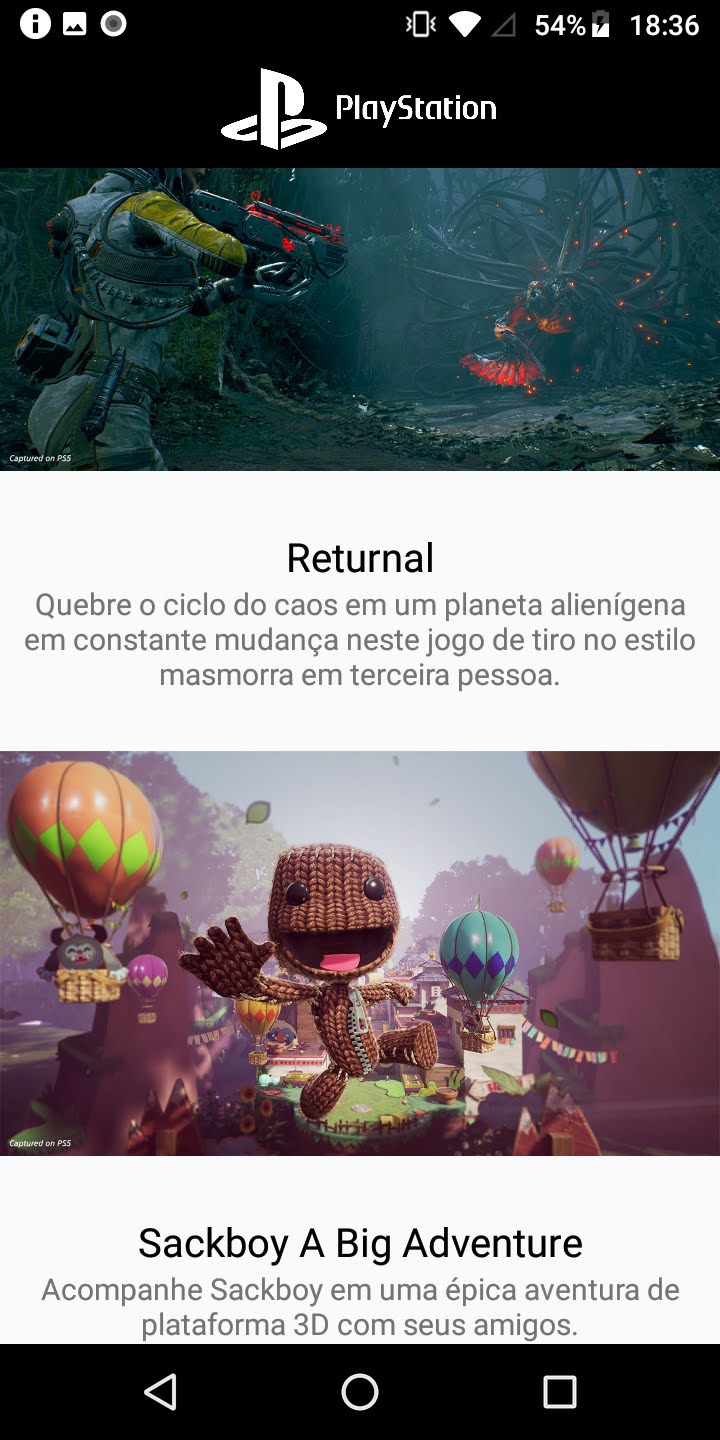 54% 18:36
PlayStation
Captured on PS5
Returnal
Quebre o ciclo do caos em um planeta alienígena
em constante mudança neste jogo de tiro no estilo
masmorra em terceira pessoa.
Captured on PS5
Sackboy A Big Adventure
Acompanhe Sackboy em uma épica aventura de
plataforma 3D com seus amigos.